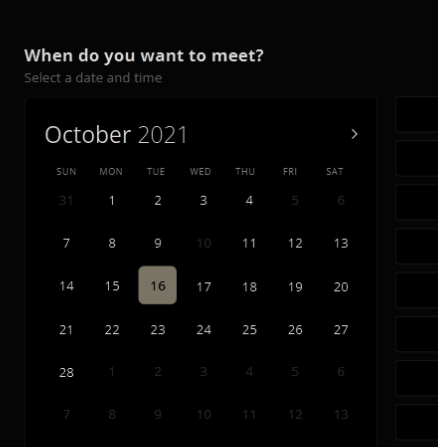 When do you want to meet?
Select a date and time
October 2021
SUN MON TUE WED THU FRI SAT
31 1 2 3 4 5 6
7 8 9 10 11 12 13
14 15 16 17 18 19 20
21 22 23 24 25 26 27
28 1 2 3 4 5 6
7 8 9 10 11 12 13